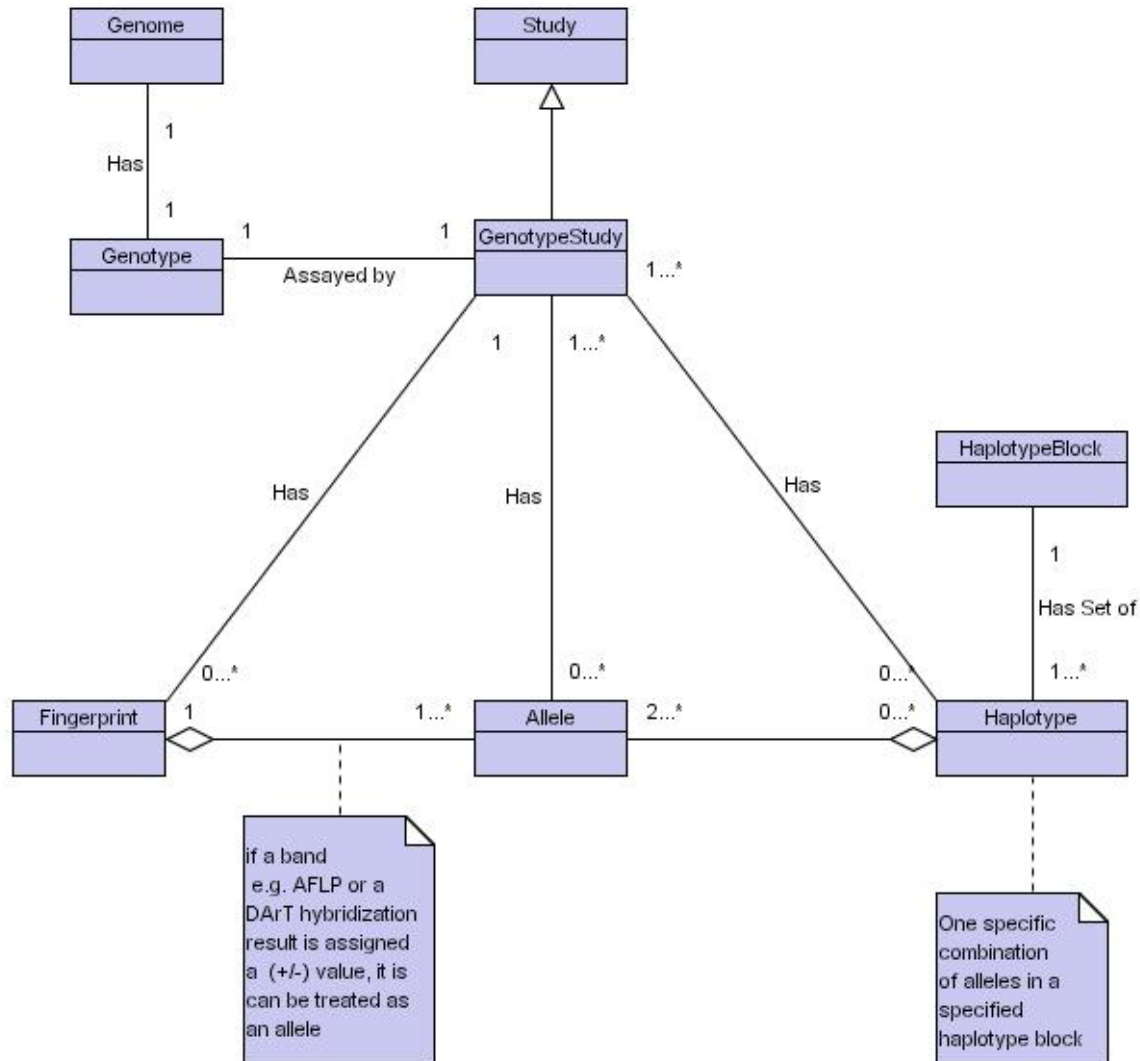 Genome
Study
1
Has
1
Genotype
1
1
Assayed by
GenotypeStudy
1...*
1
1...*
Has
Has
Has
HaplotypeBlock
1
Has Set of
1...*
0...*
0...*
0...*
Fingerprint
1
1...*
Allele
2...*
0...*
Haplotype
if a band
e.g. AFLP or a
DArT hybridization
result is assigned
a (+/-) value, it is
can be treated as
an allele
One specific
combination
of alleles in a
specified
haplotype block